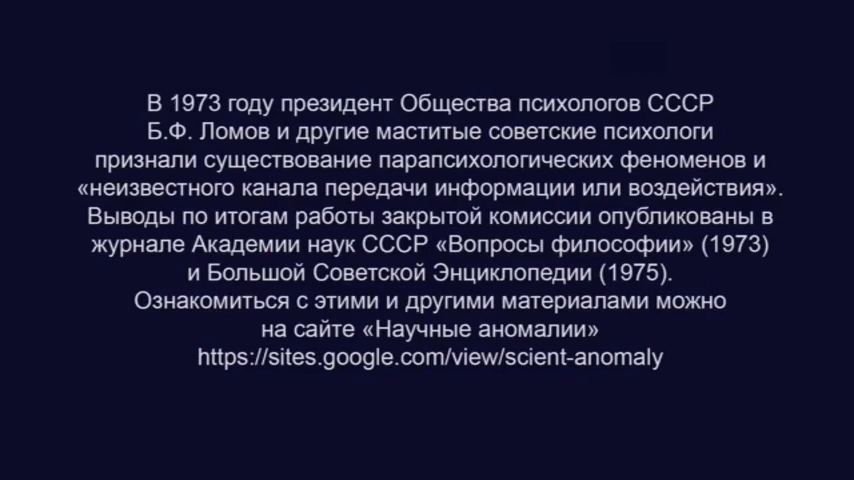 В 1973 году президент Общества психологов СССР
Б.Ф. Ломов и другие маститые советские психологи
признали существование парапсихологических феноменов и
«неизвестного канала передачи информации или воздействия».
Выводы по итогам работы закрытой комиссии опубликованы в
журнале Академии наук СССР «Вопросы философии» (1973)
и Большой Советской Энциклопедии (1975).
Ознакомиться с этими и другими материалами можно
на сайте «Научные аномалии»
https://sites.google.com/view/scient-anomaly